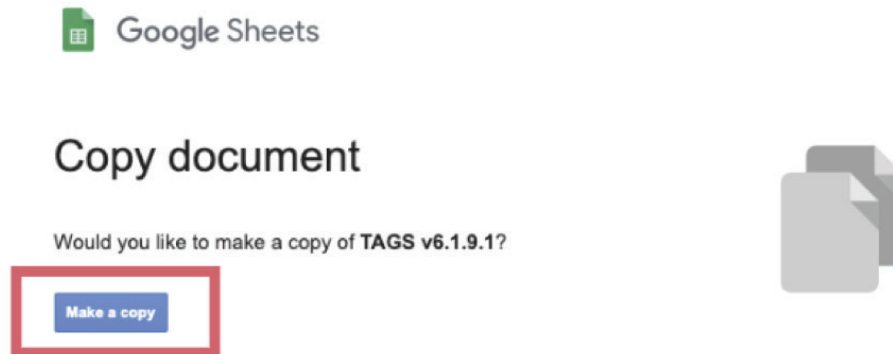 Google Sheets
Copy document
Would you like to make a copy of TAGS v6.1.9.1?
Make a copy